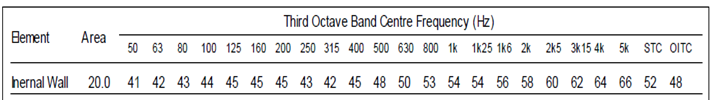 Third Octave Band Centre Frequency (Hz)
Element Area
50 63 80 100 125 160 200 250 315 400 500 630 800 1k 1k25 1k6 2k 2k5 3k15 4k 5k STC OITC
Inernal Wall 20.0 41 42 43 44 45 45 45 43 42 45 48 50 53 54 54 56 58 60 62 64 66 52 48